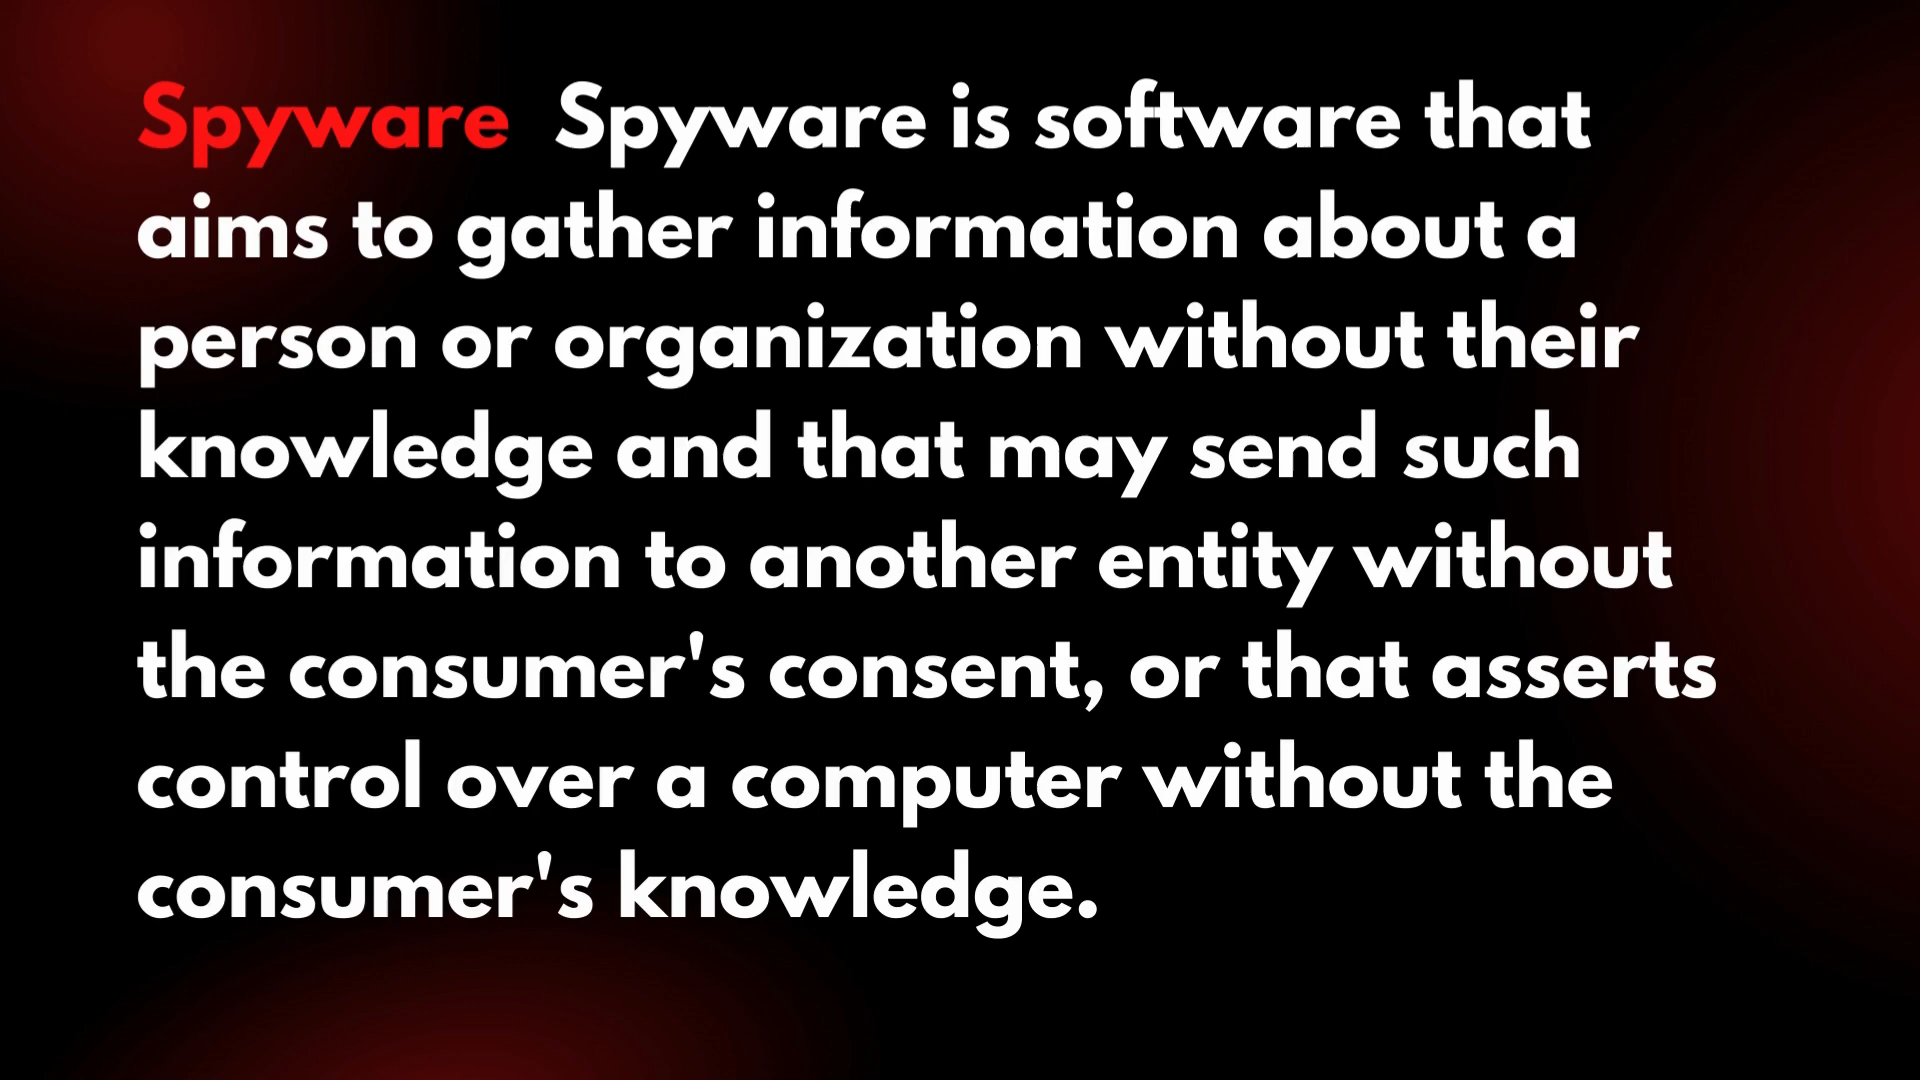 Spyware Spyware is software that
aims to gather information about a
person or organization without their
knowledge and that may send such
information to another entity without
the consumer's consent, or that asserts
control over a computer without the
consumer's knowledge.